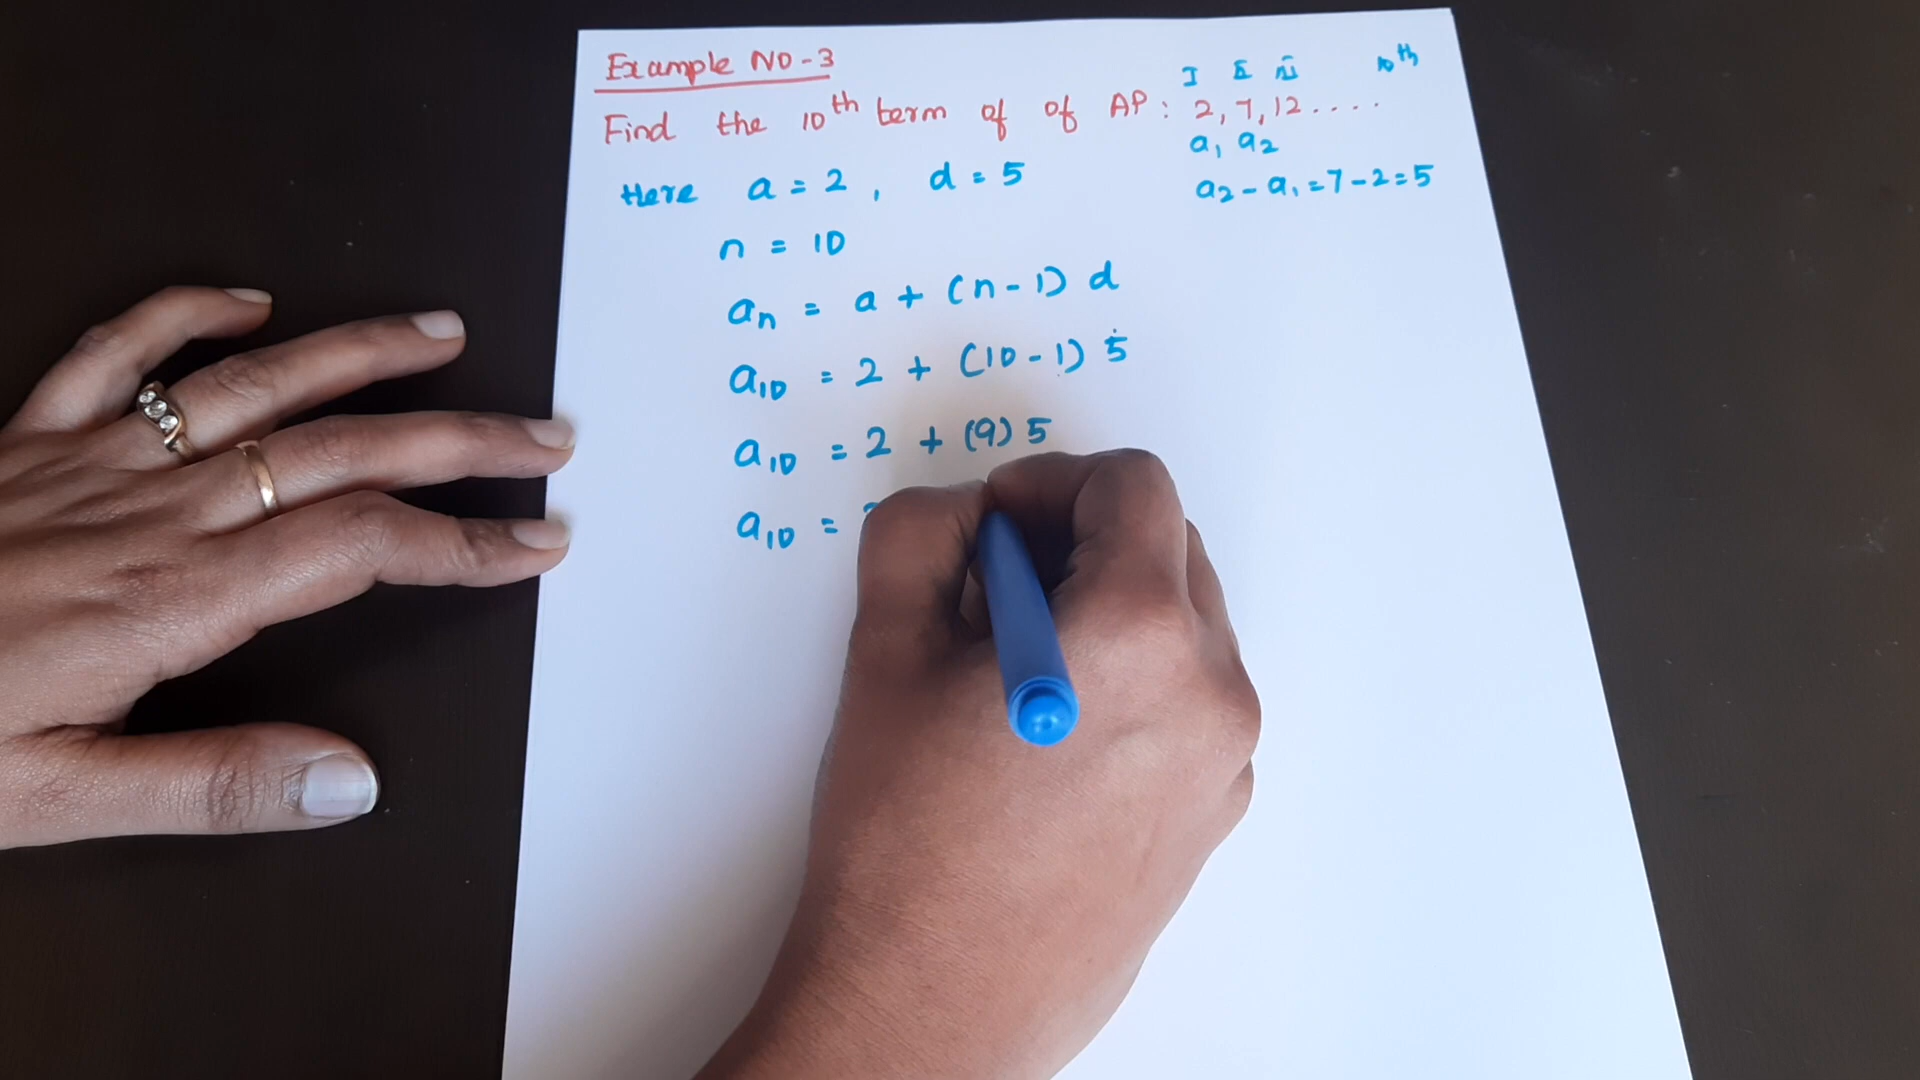 Example NO-3
I II III 10th
Find the 10th term of of AP: 2, 7, 12....
a1 a2
Here a = 2, d = 5
a2 - a1 = 7 - 2 = 5
n = 10
an = a + (n - 1) d
a10 = 2 + (10 - 1) 5
a10 = 2 + (9) 5
a10 =